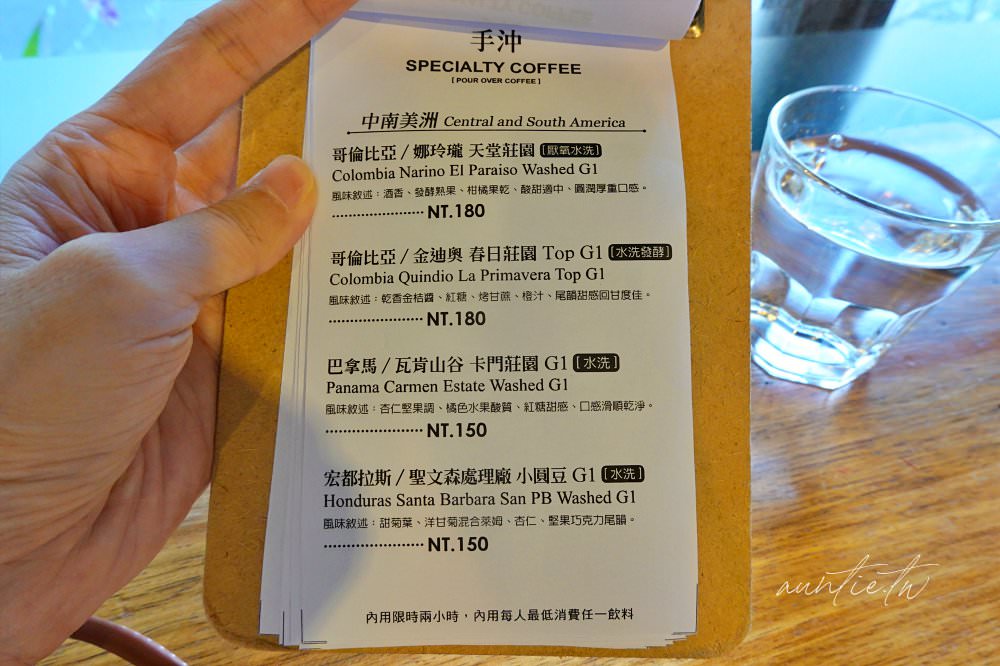 手沖
SPECIALTY COFFEE
[ POUR OVER COFFEE ]
中南美洲 Central and South America
哥倫比亞 / 娜玲瓏 天堂莊園 [厭氧水洗]
Colombia Narino El Paraiso Washed G1
風味敘述：酒香、發酵熟果、柑橘果乾、酸甜適中、圓潤厚重口感。
······················· NT.180
哥倫比亞 / 金迪奧 春日莊園 Top G1 [水洗發酵]
Colombia Quindio La Primavera Top G1
風味敘述：乾香金桔醬、紅糖、烤甘蔗、橙汁、尾韻甜感回甘度佳。
······················· NT.180
巴拿馬 / 瓦肯山谷 卡門莊園 G1 [水洗]
Panama Carmen Estate Washed G1
風味敘述：杏仁堅果調、橘色水果酸質、紅糖甜感、口感滑順乾淨。
························ NT.150
宏都拉斯 / 聖文森處理廠 小圓豆 G1 [水洗]
Honduras Santa Barbara San PB Washed G1
風味敘述：甜菊葉、洋甘菊混合萊姆、杏仁、堅果巧克力尾韻。
························ NT.150
內用限時兩小時，內用每人最低消費任一飲料
auntie.tw